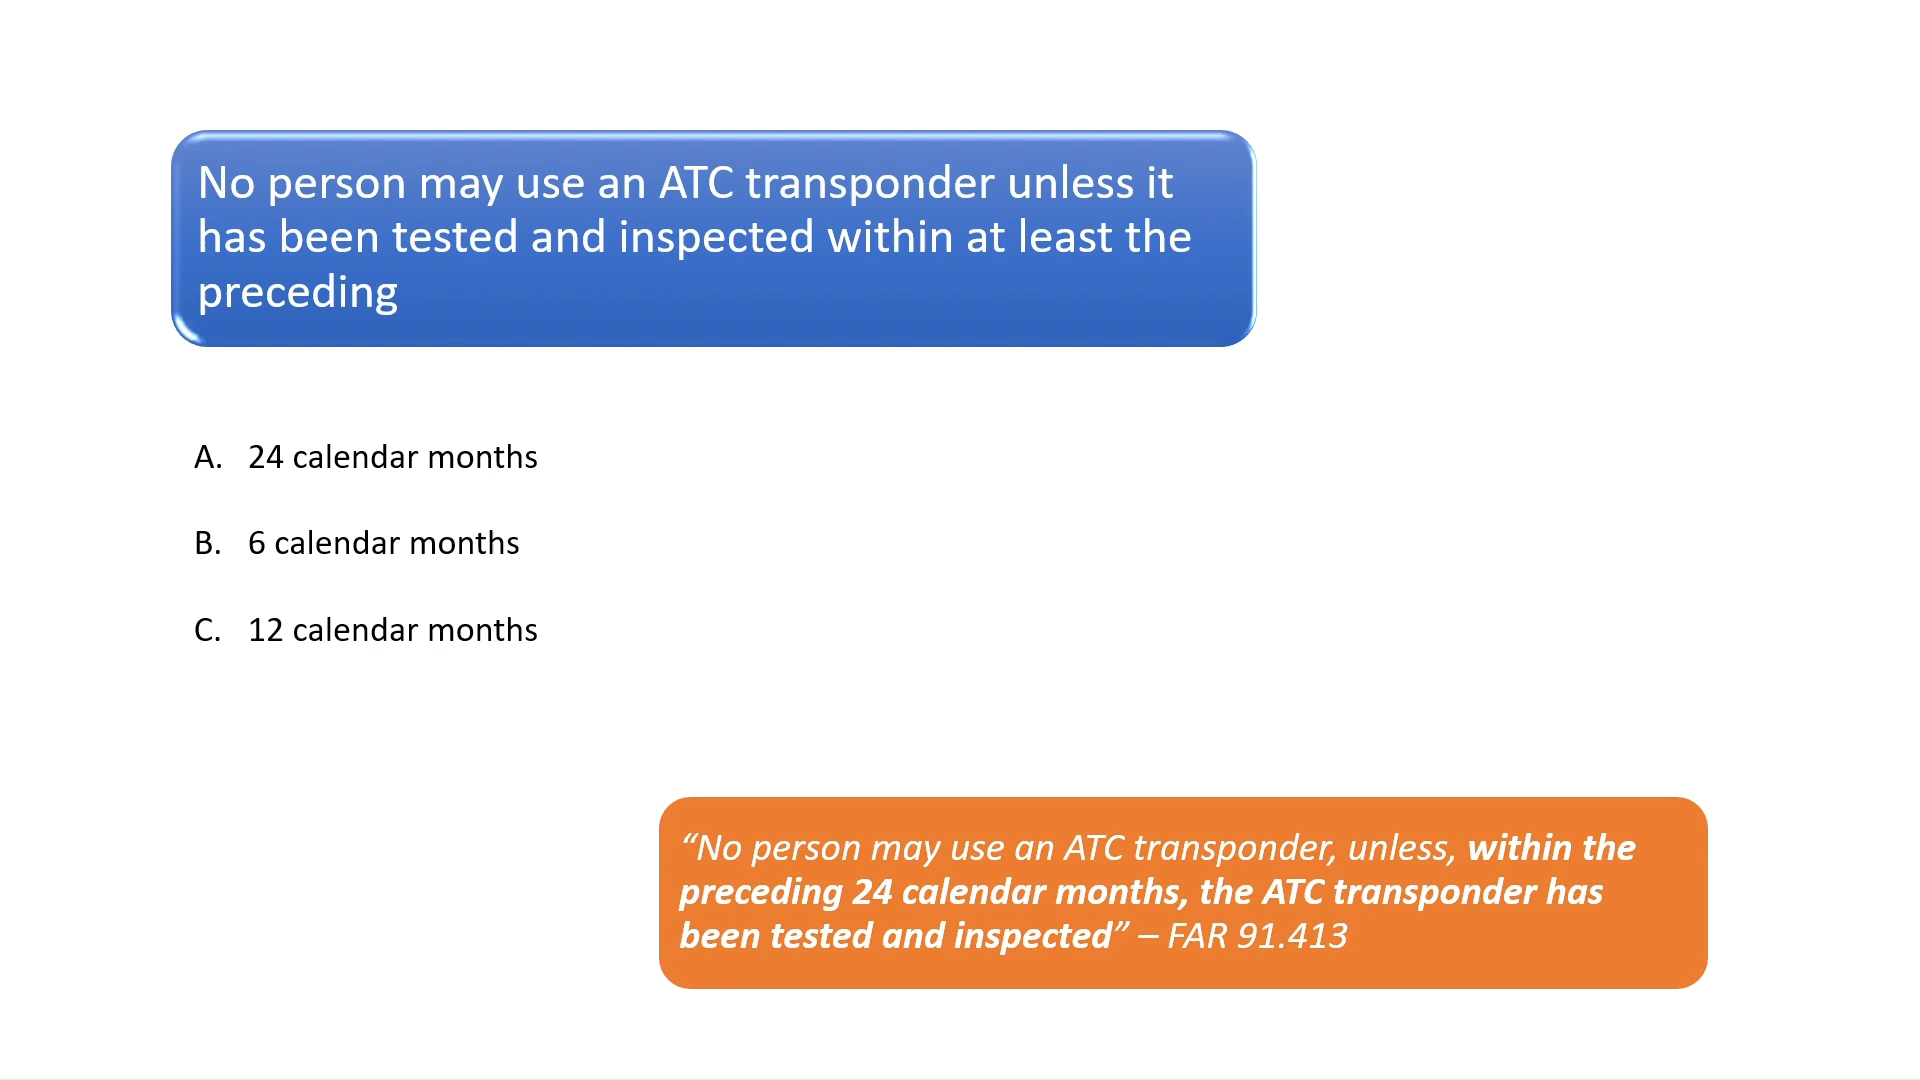 No person may use an ATC transponder unless it
has been tested and inspected within at least the
preceding
A. 24 calendar months
B. 6 calendar months
C. 12 calendar months
“No person may use an ATC transponder, unless, within the
preceding 24 calendar months, the ATC transponder has
been tested and inspected” – FAR 91.413